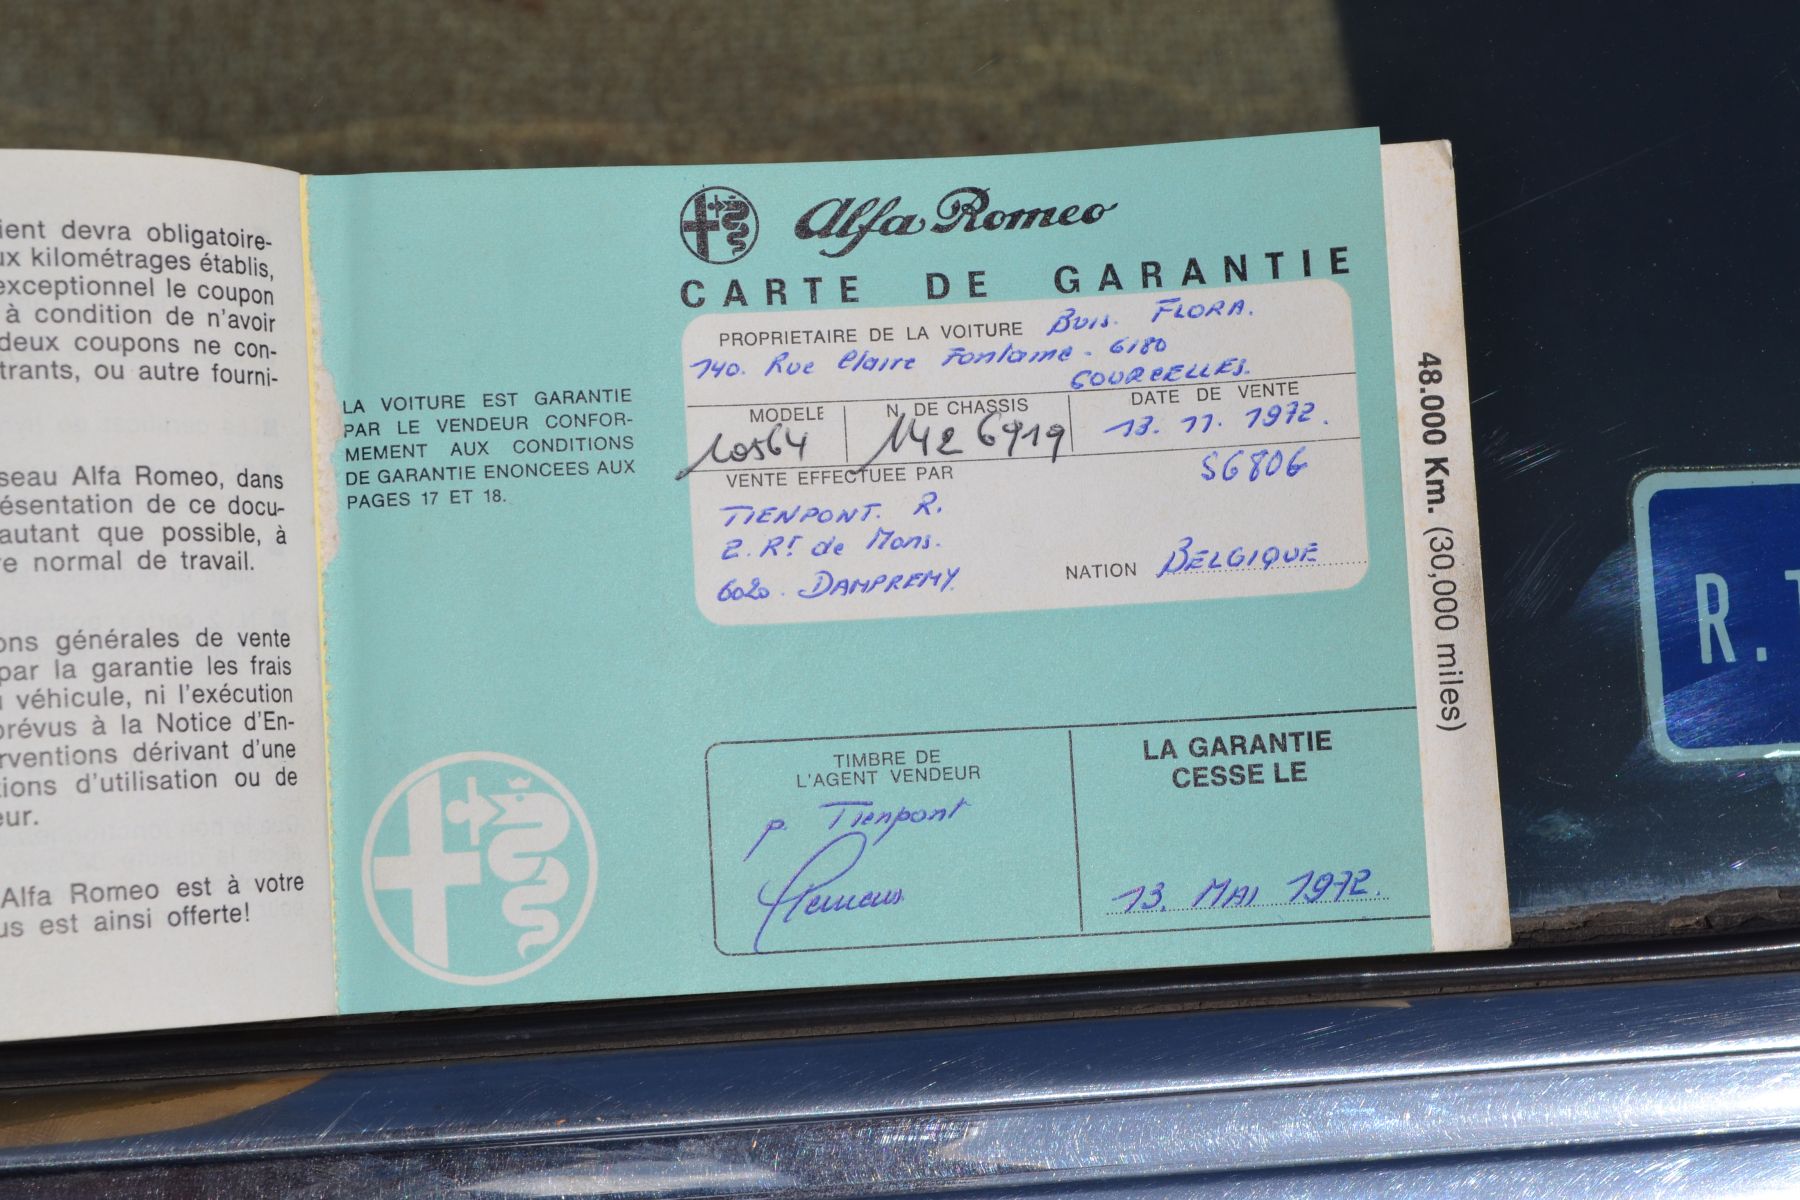 ient devra obligatoire-
ux kilométrages établis,
exceptionnel le coupon
à condition de n'avoir
deux coupons ne con-
trants, ou autre fourni-
seau Alfa Romeo, dans
résentation de ce docu-
autant que possible, à
re normal de travail.
ons générales de vente
par la garantie les frais
véhicule, ni l'exécution
prévus à la Notice d'En-
rventions dérivant d'une
tions d'utilisation ou de
eur.
Alfa Romeo est à votre
us est ainsi offerte!
LA VOITURE EST GARANTIE
PAR LE VENDEUR CONFOR-
MEMENT AUX CONDITIONS
DE GARANTIE ENONCEES AUX
PAGES 17 ET 18.
Alfa Romeo
CARTE DE GARANTIE
PROPRIETAIRE DE LA VOITURE Buis. FLORA.
140. Rue Claire Fontaine - 6180
COURCELLES.
MODELE N. DE CHASSIS DATE DE VENTE
10564 1426919 13. 11. 1972.
VENTE EFFECTUEE PAR S6806
TIENPONT. R.
2. Rt de Mons.
6020. DAMPREMY.
NATION BELGIQUE
TIMBRE DE
L'AGENT VENDEUR
p. Tienpont
LA GARANTIE
CESSE LE
13. MAI 1972.
48.000 Km. (30,000 miles)
R. T